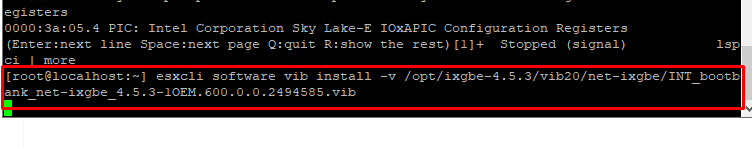 egisters
0000:3a:05.4 PIC: Intel Corporation Sky Lake-E IOxAPIC Configuration Registers
(Enter:next line Space:next page Q:quit R:show the rest)[1]+  Stopped (signal)        lsp
ci | more
[root@localhost:~] esxcli software vib install -v /opt/ixgbe-4.5.3/vib20/net-ixgbe/INT_bootb
ank_net-ixgbe_4.5.3-1OEM.600.0.0.2494585.vib